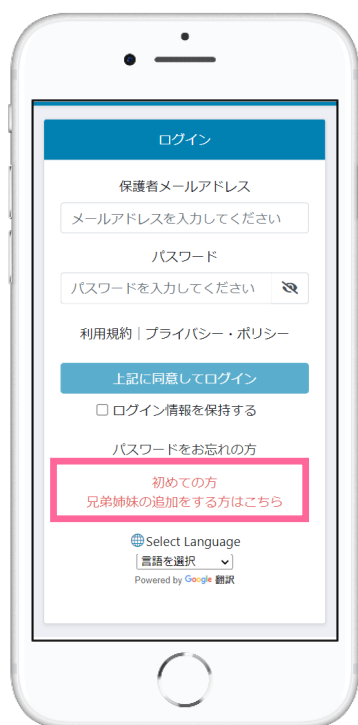 ログイン
保護者メールアドレス
メールアドレスを入力してください
パスワード
パスワードを入力してください
利用規約｜プライバシー・ポリシー
上記に同意してログイン
ログイン情報を保持する
パスワードをお忘れの方
初めての方
兄弟姉妹の追加をする方はこちら
Select Language
言語を選択
Powered by Google 翻訳